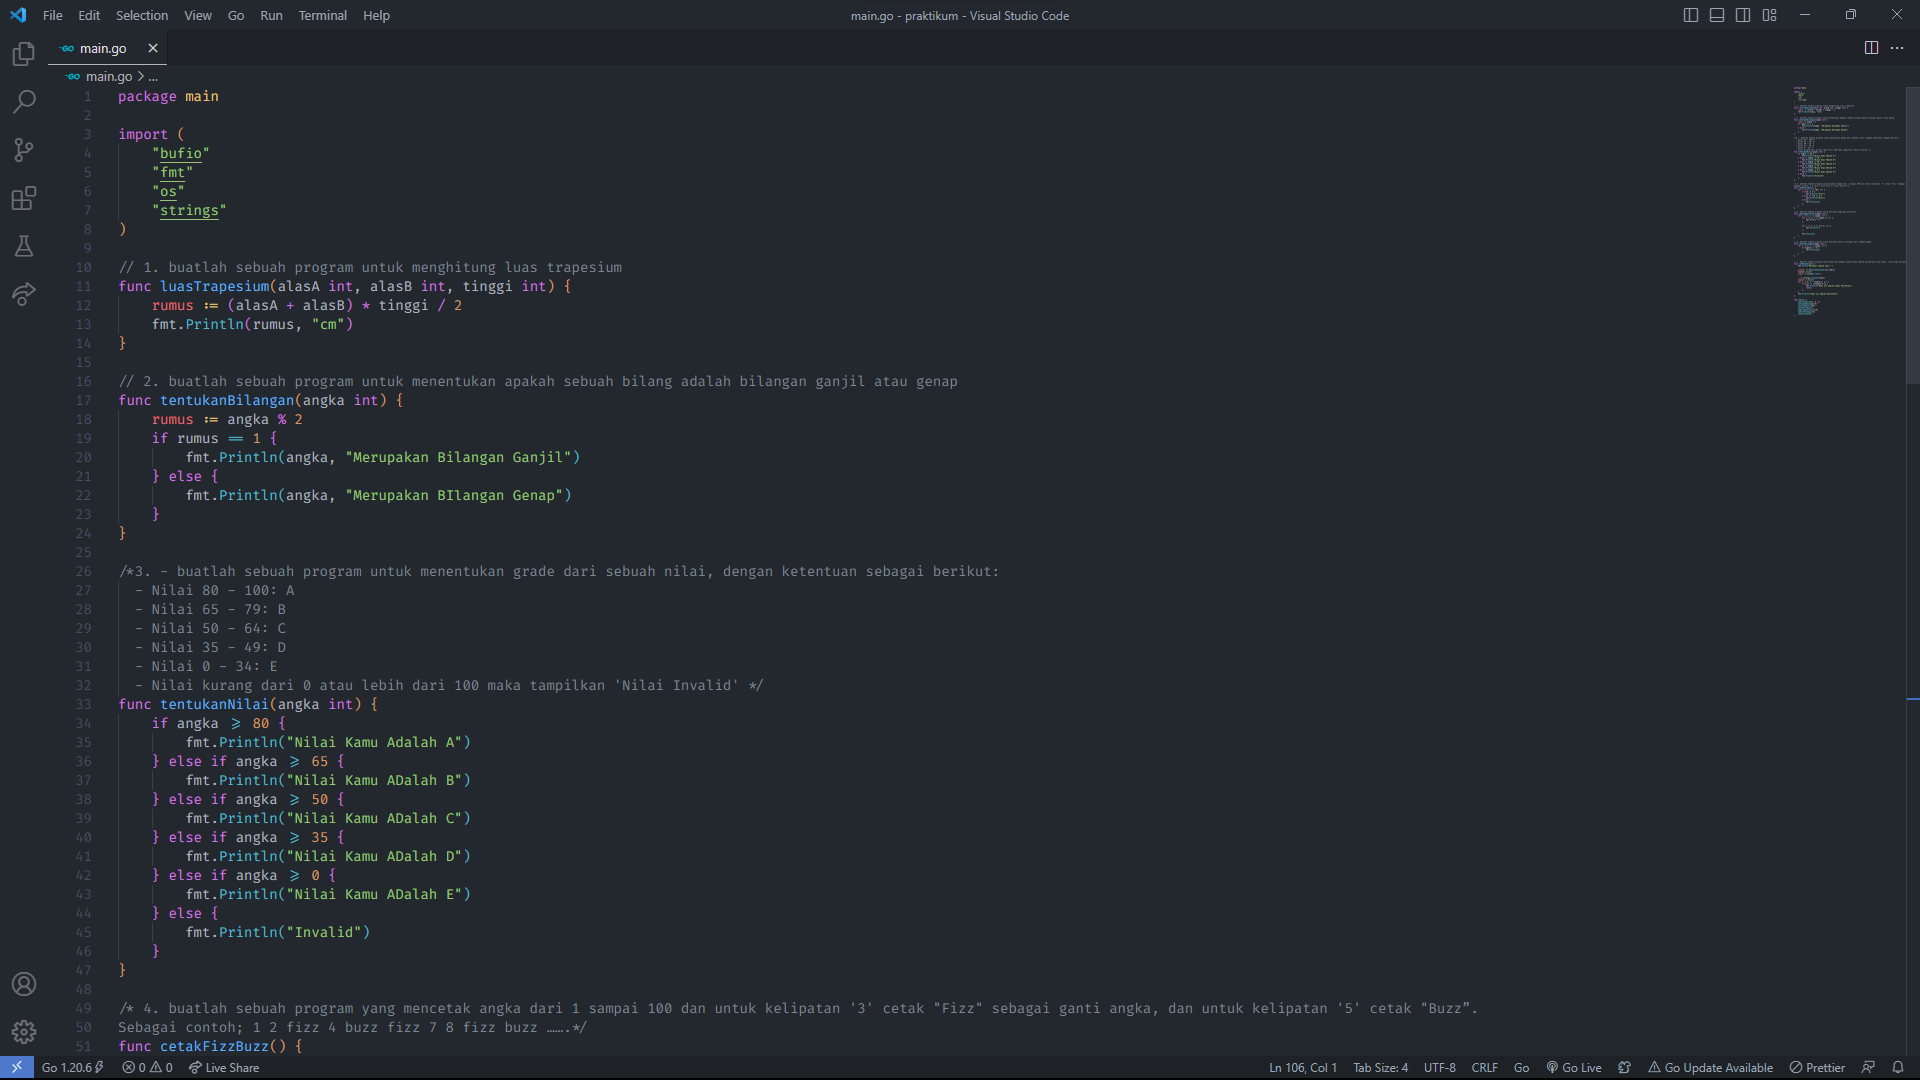 File Edit Selection View Go Run Terminal Help
main.go - praktikum - Visual Studio Code
main.go
main.go > ...
1 package main
2
3 import (
4 "bufio"
5 "fmt"
6 "os"
7 "strings"
8 )
9
10 // 1. buatlah sebuah program untuk menghitung luas trapesium
11 func luasTrapesium(alasA int, alasB int, tinggi int) {
12 rumus := (alasA + alasB) * tinggi / 2
13 fmt.Println(rumus, "cm")
14 }
15
16 // 2. buatlah sebuah program untuk menentukan apakah sebuah bilang adalah bilangan ganjil atau genap
17 func tentukanBilangan(angka int) {
18 rumus := angka % 2
19 if rumus == 1 {
20 fmt.Println(angka, "Merupakan Bilangan Ganjil")
21 } else {
22 fmt.Println(angka, "Merupakan BIlangan Genap")
23 }
24 }
25
26 /*3. - buatlah sebuah program untuk menentukan grade dari sebuah nilai, dengan ketentuan sebagai berikut:
27 - Nilai 80 - 100: A
28 - Nilai 65 - 79: B
29 - Nilai 50 - 64: C
30 - Nilai 35 - 49: D
31 - Nilai 0 - 34: E
32 - Nilai kurang dari 0 atau lebih dari 100 maka tampilkan 'Nilai Invalid' */
33 func tentukanNilai(angka int) {
34 if angka >= 80 {
35 fmt.Println("Nilai Kamu Adalah A")
36 } else if angka >= 65 {
37 fmt.Println("Nilai Kamu ADalah B")
38 } else if angka >= 50 {
39 fmt.Println("Nilai Kamu ADalah C")
40 } else if angka >= 35 {
41 fmt.Println("Nilai Kamu ADalah D")
42 } else if angka >= 0 {
43 fmt.Println("Nilai Kamu ADalah E")
44 } else {
45 fmt.Println("Invalid")
46 }
47 }
48
49 /* 4. buatlah sebuah program yang mencetak angka dari 1 sampai 100 dan untuk kelipatan '3' cetak "Fizz" sebagai ganti angka, dan untuk kelipatan '5' cetak "Buzz”.
50 Sebagai contoh; 1 2 fizz 4 buzz fizz 7 8 fizz buzz …….*/
51 func cetakFizzBuzz() {
Go 1.20.6 0 0 Live Share Ln 106, Col 1 Tab Size: 4 UTF-8 CRLF Go Go Live Go Update Available Prettier